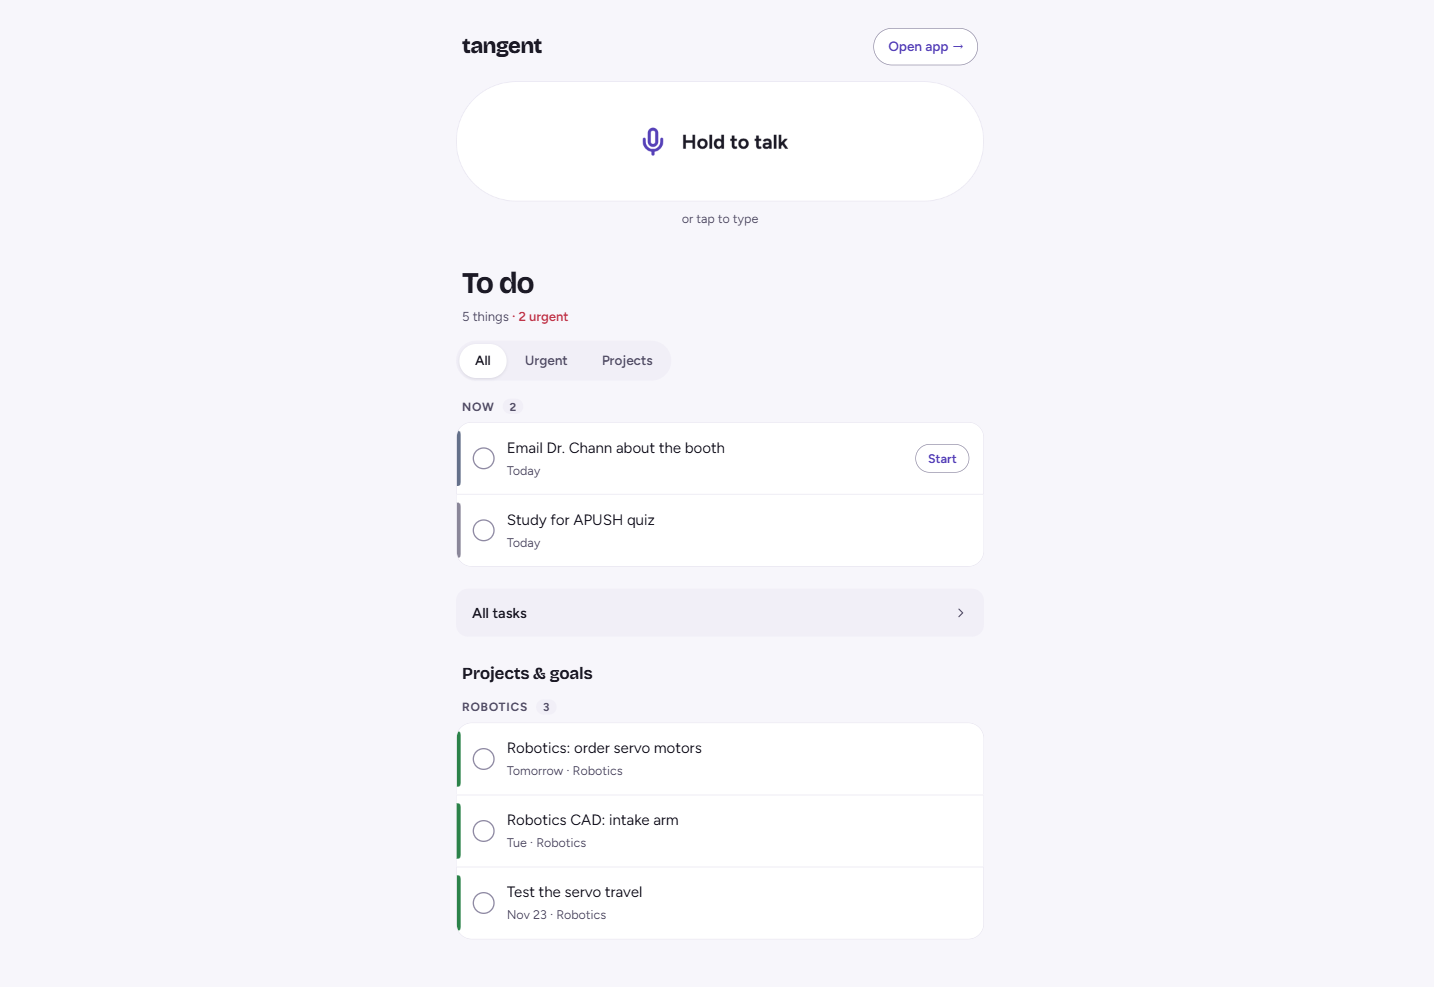 tangent
Open app →
Hold to talk
or tap to type
To do
5 things · 2 urgent
All
Urgent
Projects
NOW 2
Email Dr. Chann about the booth
Today
Start
Study for APUSH quiz
Today
All tasks
Projects & goals
ROBOTICS 3
Robotics: order servo motors
Tomorrow · Robotics
Robotics CAD: intake arm
Tue · Robotics
Test the servo travel
Nov 23 · Robotics